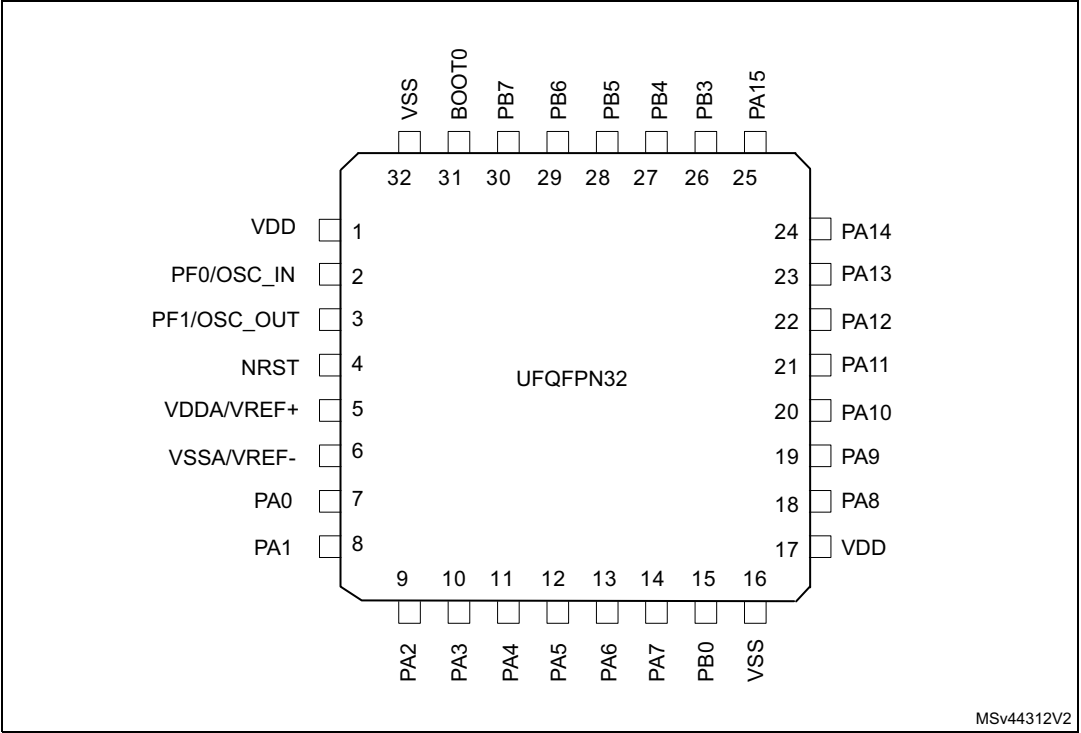 VSS BOOT0 PB7 PB6 PB5 PB4 PB3 PA15
32 31 30 29 28 27 26 25
VDD 1 24 PA14
PF0/OSC_IN 2 23 PA13
PF1/OSC_OUT 3 22 PA12
NRST 4 21 PA11
UFQFPN32
VDDA/VREF+ 5 20 PA10
VSSA/VREF- 6 19 PA9
PA0 7 18 PA8
PA1 8 17 VDD
9 10 11 12 13 14 15 16
PA2 PA3 PA4 PA5 PA6 PA7 PB0 VSS
MSv44312V2